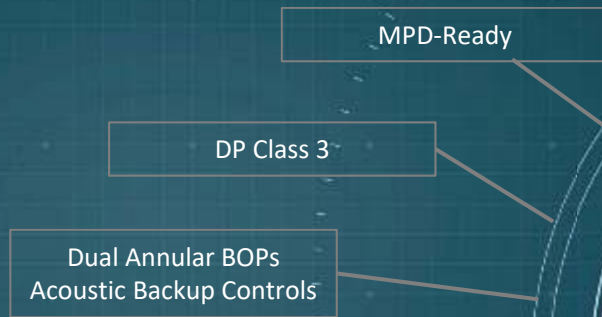 MPD-Ready
DP Class 3
Dual Annular BOPs
Acoustic Backup Controls